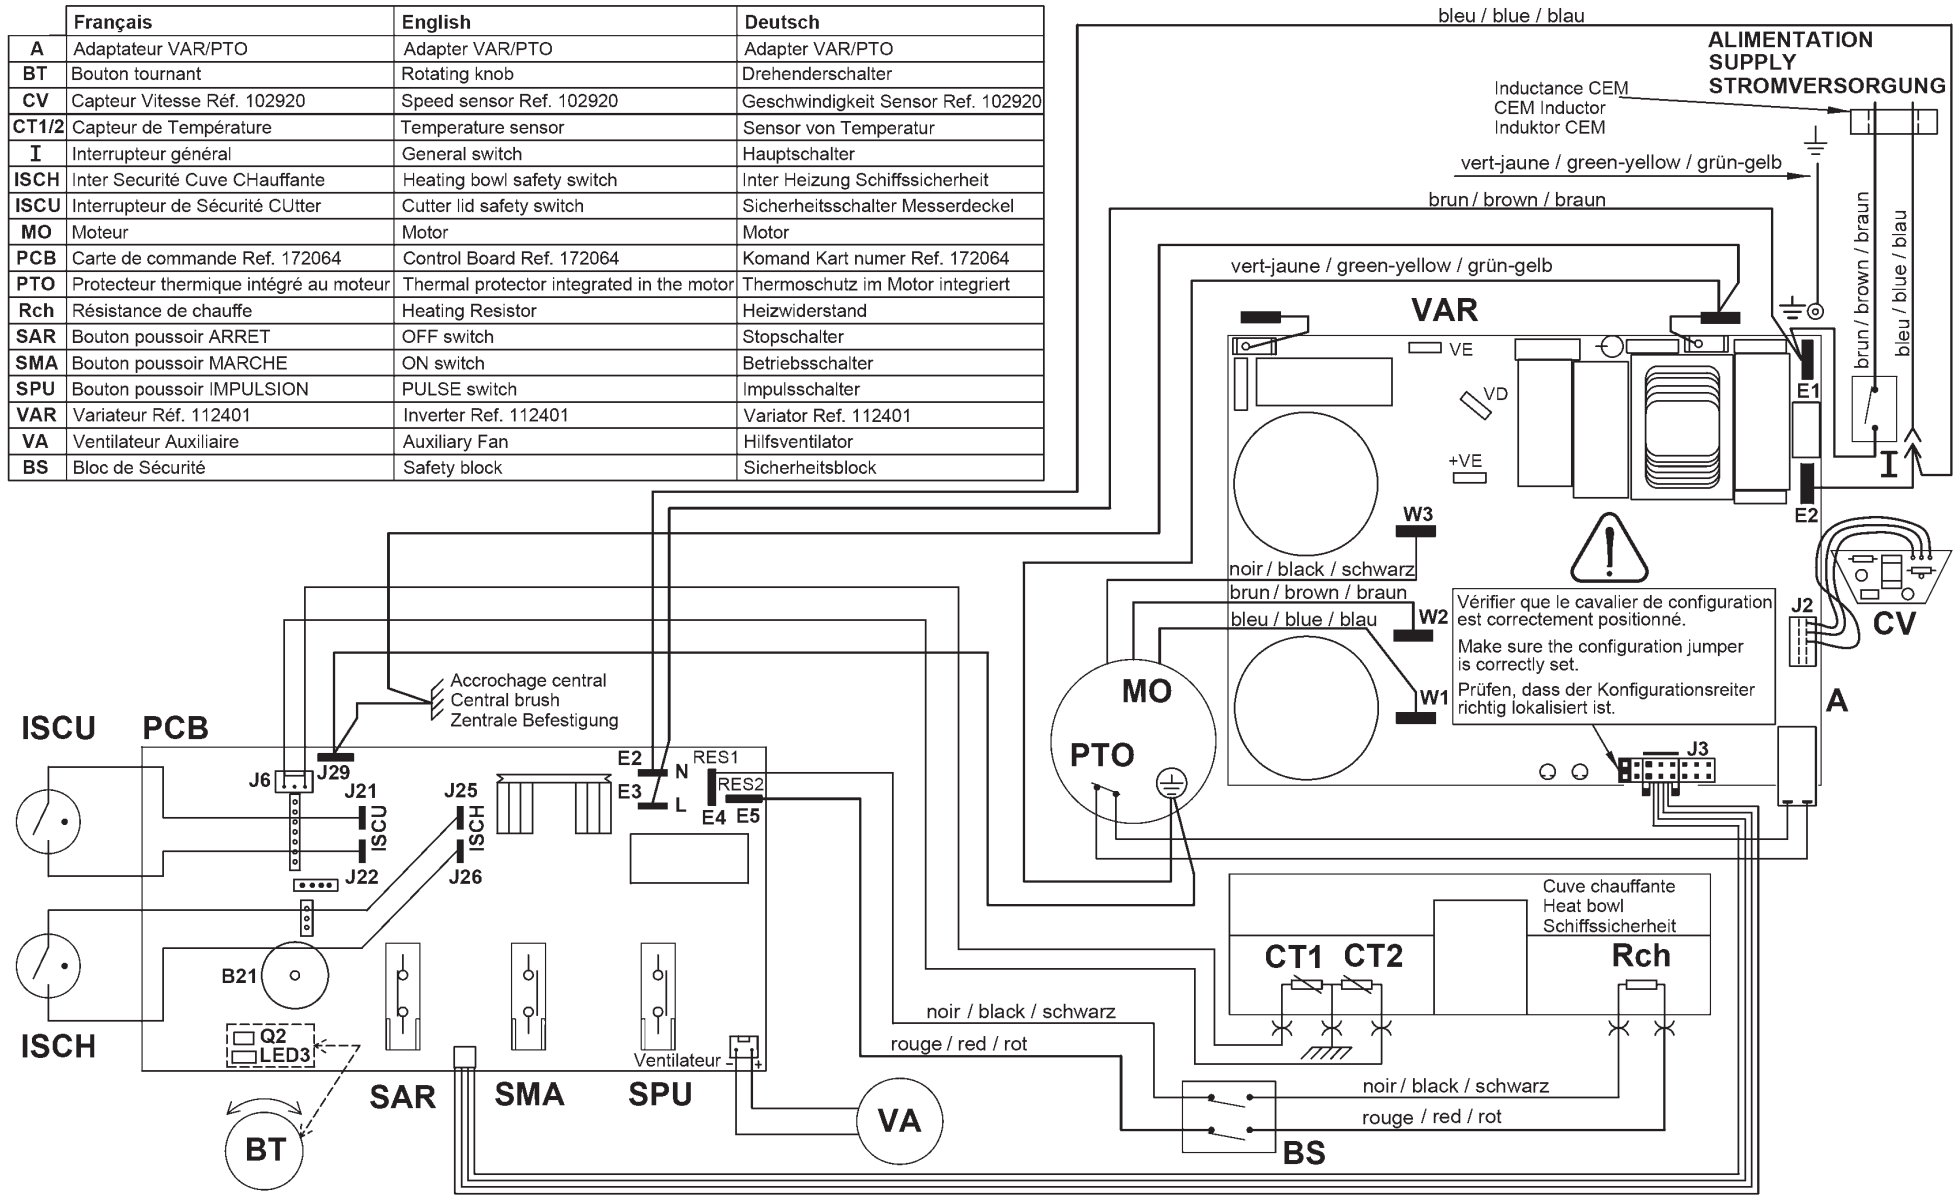 Français English Deutsch
A Adaptateur VAR/PTO Adapter VAR/PTO Adapter VAR/PTO
BT Bouton tournant Rotating knob Drehenderschalter
CV Capteur Vitesse Réf. 102920 Speed sensor Ref. 102920 Geschwindigkeit Sensor Ref. 102920
CT1/2 Capteur de Température Temperature sensor Sensor von Temperatur
I Interrupteur général General switch Hauptschalter
ISCH Inter Securité Cuve CHauffante Heating bowl safety switch Inter Heizung Schiffssicherheit
ISCU Interrupteur de Sécurité CUtter Cutter lid safety switch Sicherheitsschalter Messerdeckel
MO Moteur Motor Motor
PCB Carte de commande Ref. 172064 Control Board Ref. 172064 Komand Kart numer Ref. 172064
PTO Protecteur thermique intégré au moteur Thermal protector integrated in the motor Thermoschutz im Motor integriert
Rch Résistance de chauffe Heating Resistor Heizwiderstand
SAR Bouton poussoir ARRET OFF switch Stopschalter
SMA Bouton poussoir MARCHE ON switch Betriebsschalter
SPU Bouton poussoir IMPULSION PULSE switch Impulsschalter
VAR Variateur Réf. 112401 Inverter Ref. 112401 Variator Ref. 112401
VA Ventilateur Auxiliaire Auxiliary Fan Hilfsventilator
BS Bloc de Sécurité Safety block Sicherheitsblock
bleu / blue / blau
ALIMENTATION
SUPPLY
STROMVERSORGUNG
Inductance CEM
CEM Inductor
Induktor CEM
vert-jaune / green-yellow / grün-gelb
brun / brown / braun
vert-jaune / green-yellow / grün-gelb
brun / brown / braun
bleu / blue / blau
VAR
VE
VD
+VE
E1
E2
I
W3
noir / black / schwarz
brun / brown / braun
W2
bleu / blue / blau
W1
Vérifier que le cavalier de configuration
est correctement positionné.
Make sure the configuration jumper
is correctly set.
Prüfen, dass der Konfigurationsreiter
richtig lokalisiert ist.
J2
CV
A
J3
MO
PTO
Accrochage central
Central brush
Zentrale Befestigung
ISCU
PCB
J6
J29
J21
ISCU
J22
J25
ISCH
J26
E2
N
E3
L
RES1
RES2
E4
E5
B21
Q2
LED3
ISCH
BT
SAR
SMA
SPU
Ventilateur - +
VA
Cuve chauffante
Heat bowl
Schiffssicherheit
CT1
CT2
Rch
noir / black / schwarz
rouge / red / rot
noir / black / schwarz
rouge / red / rot
BS